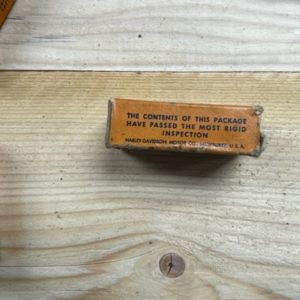 THE CONTENTS OF THIS PACKAGE
HAVE PASSED THE MOST RIGID
INSPECTION
HARLEY-DAVIDSON MOTOR CO., MILWAUKEE, U.S.A.